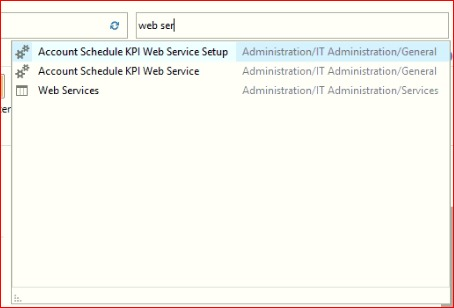 web ser
Account Schedule KPI Web Service Setup Administration/IT Administration/General
Account Schedule KPI Web Service Administration/IT Administration/General
Web Services Administration/IT Administration/Services